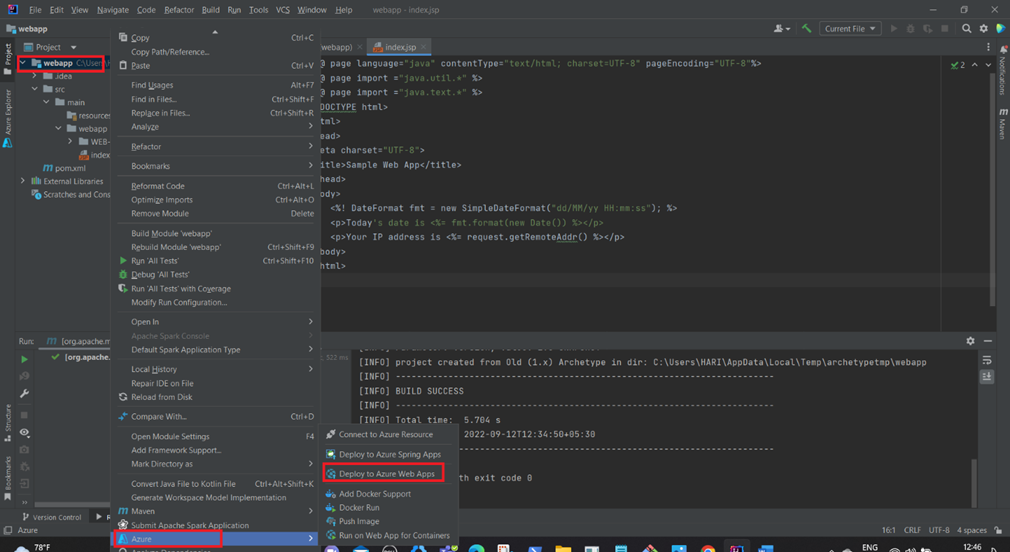 File Edit View Navigate Code Refactor Build Run Tools VCS Window Help webapp - index.jsp
webapp
Current File
Project
webapp C:\Users\
.idea
src
main
resources
webapp
WEB-
index
pom.xml
External Libraries
Scratches and Cons
Project
Azure Explorer
Structure
Bookmarks
Copy Ctrl+C
Copy Path/Reference...
Paste Ctrl+V
Find Usages Alt+F7
Find in Files... Ctrl+Shift+F
Replace in Files... Ctrl+Shift+R
Analyze
Refactor
Bookmarks
Reformat Code Ctrl+Alt+L
Optimize Imports Ctrl+Alt+O
Remove Module Delete
Build Module 'webapp'
Rebuild Module 'webapp' Ctrl+Shift+F9
Run 'All Tests' Ctrl+Shift+F10
Debug 'All Tests'
Run 'All Tests' with Coverage
Modify Run Configuration...
Open In
Apache Spark Console
Default Spark Application Type
Local History
Repair IDE on File
Reload from Disk
Compare With... Ctrl+D
Open Module Settings F4
Add Framework Support...
Mark Directory as
Convert Java File to Kotlin File Ctrl+Alt+Shift+K
Generate Workspace Model Implementation
Maven
Submit Apache Spark Application
Azure
Connect to Azure Resource
Deploy to Azure Spring Apps
Deploy to Azure Web Apps
Add Docker Support
Docker Run
Push Image
Run on Web App for Containers
webapp) index.jsp
@ page language="java" contentType="text/html; charset=UTF-8" pageEncoding="UTF-8"%>
@ page import ="java.util.*" %>
@ page import ="java.text.*" %>
DOCTYPE html>
tml>
ead>
eta charset="UTF-8">
itle>Sample Web App</title>
head>
ody>
<%! DateFormat fmt = new SimpleDateFormat("dd/MM/yy HH:mm:ss"); %>
<p>Today's date is <%= fmt.format(new Date()) %></p>
<p>Your IP address is <%= request.getRemoteAddr() %></p>
body>
html>
2
Notifications
Maven
Run: [org.apache.m
[org.apache. 522 ms
[INFO] project created from Old (1.x) Archetype in dir: C:\Users\HARI\AppData\Local\Temp\archetypetmp\webapp
[INFO] ------------------------------------------------------------------------
[INFO] BUILD SUCCESS
[INFO] ------------------------------------------------------------------------
[INFO] Total time: 5.704 s
2022-09-12T12:34:50+05:30
th exit code 0
Version Control R
Azure
16:1 CRLF UTF-8 4 spaces
78°F
ENG
12:46